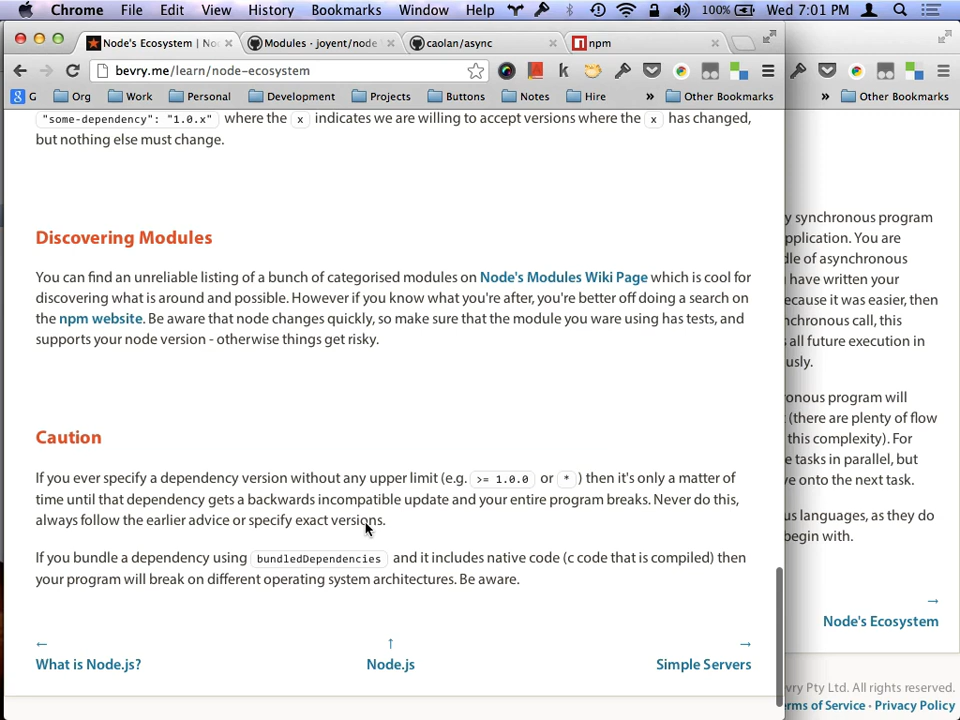 Chrome File Edit View History Bookmarks Window Help 100% Wed 7:01 PM
Node's Ecosystem | No Modules · joyent/node caolan/async npm
bevry.me/learn/node-ecosystem
G Org Work Personal Development Projects Buttons Notes Hire » Other Bookmarks
» Other Bookmarks
"some-dependency": "1.0.x" where the x indicates we are willing to accept versions where the x has changed,
but nothing else must change.
Discovering Modules
You can find an unreliable listing of a bunch of categorised modules on Node's Modules Wiki Page which is cool for
discovering what is around and possible. However if you know what you're after, you're better off doing a search on
the npm website. Be aware that node changes quickly, so make sure that the module you ware using has tests, and
supports your node version - otherwise things get risky.
Caution
If you ever specify a dependency version without any upper limit (e.g. >= 1.0.0 or * ) then it's only a matter of
time until that dependency gets a backwards incompatible update and your entire program breaks. Never do this,
always follow the earlier advice or specify exact versions.
If you bundle a dependency using bundledDependencies and it includes native code (c code that is compiled) then
your program will break on different operating system architectures. Be aware.
← ↑ →
What is Node.js? Node.js Simple Servers
y synchronous program
pplication. You are
dle of asynchronous
have written your
ecause it was easier, then
nchronous call, this
all future execution in
usly.
ronous program will
(there are plenty of flow
this complexity). For
e tasks in parallel, but
ve onto the next task.
us languages, as they do
begin with.
→
Node's Ecosystem
vry Pty Ltd. All rights reserved.
erms of Service · Privacy Policy